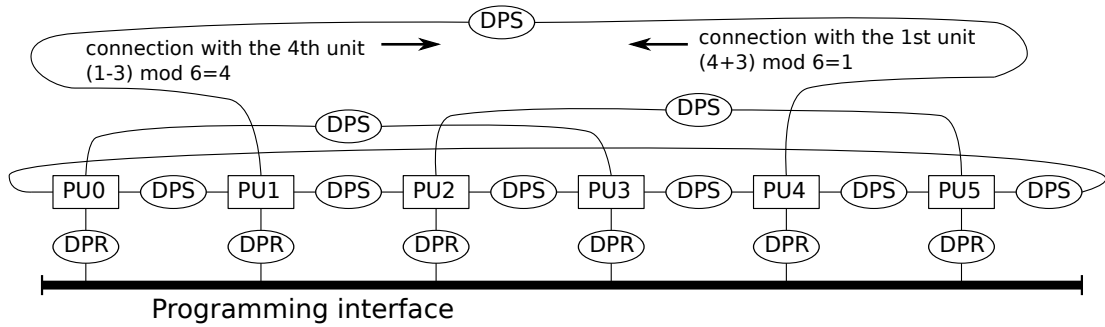 DPS
connection with the 4th unit
(1-3) mod 6=4
connection with the 1st unit
(4+3) mod 6=1
DPS
DPS
PU0 DPS PU1 DPS PU2 DPS PU3 DPS PU4 DPS PU5 DPS
DPR DPR DPR DPR DPR DPR
Programming interface